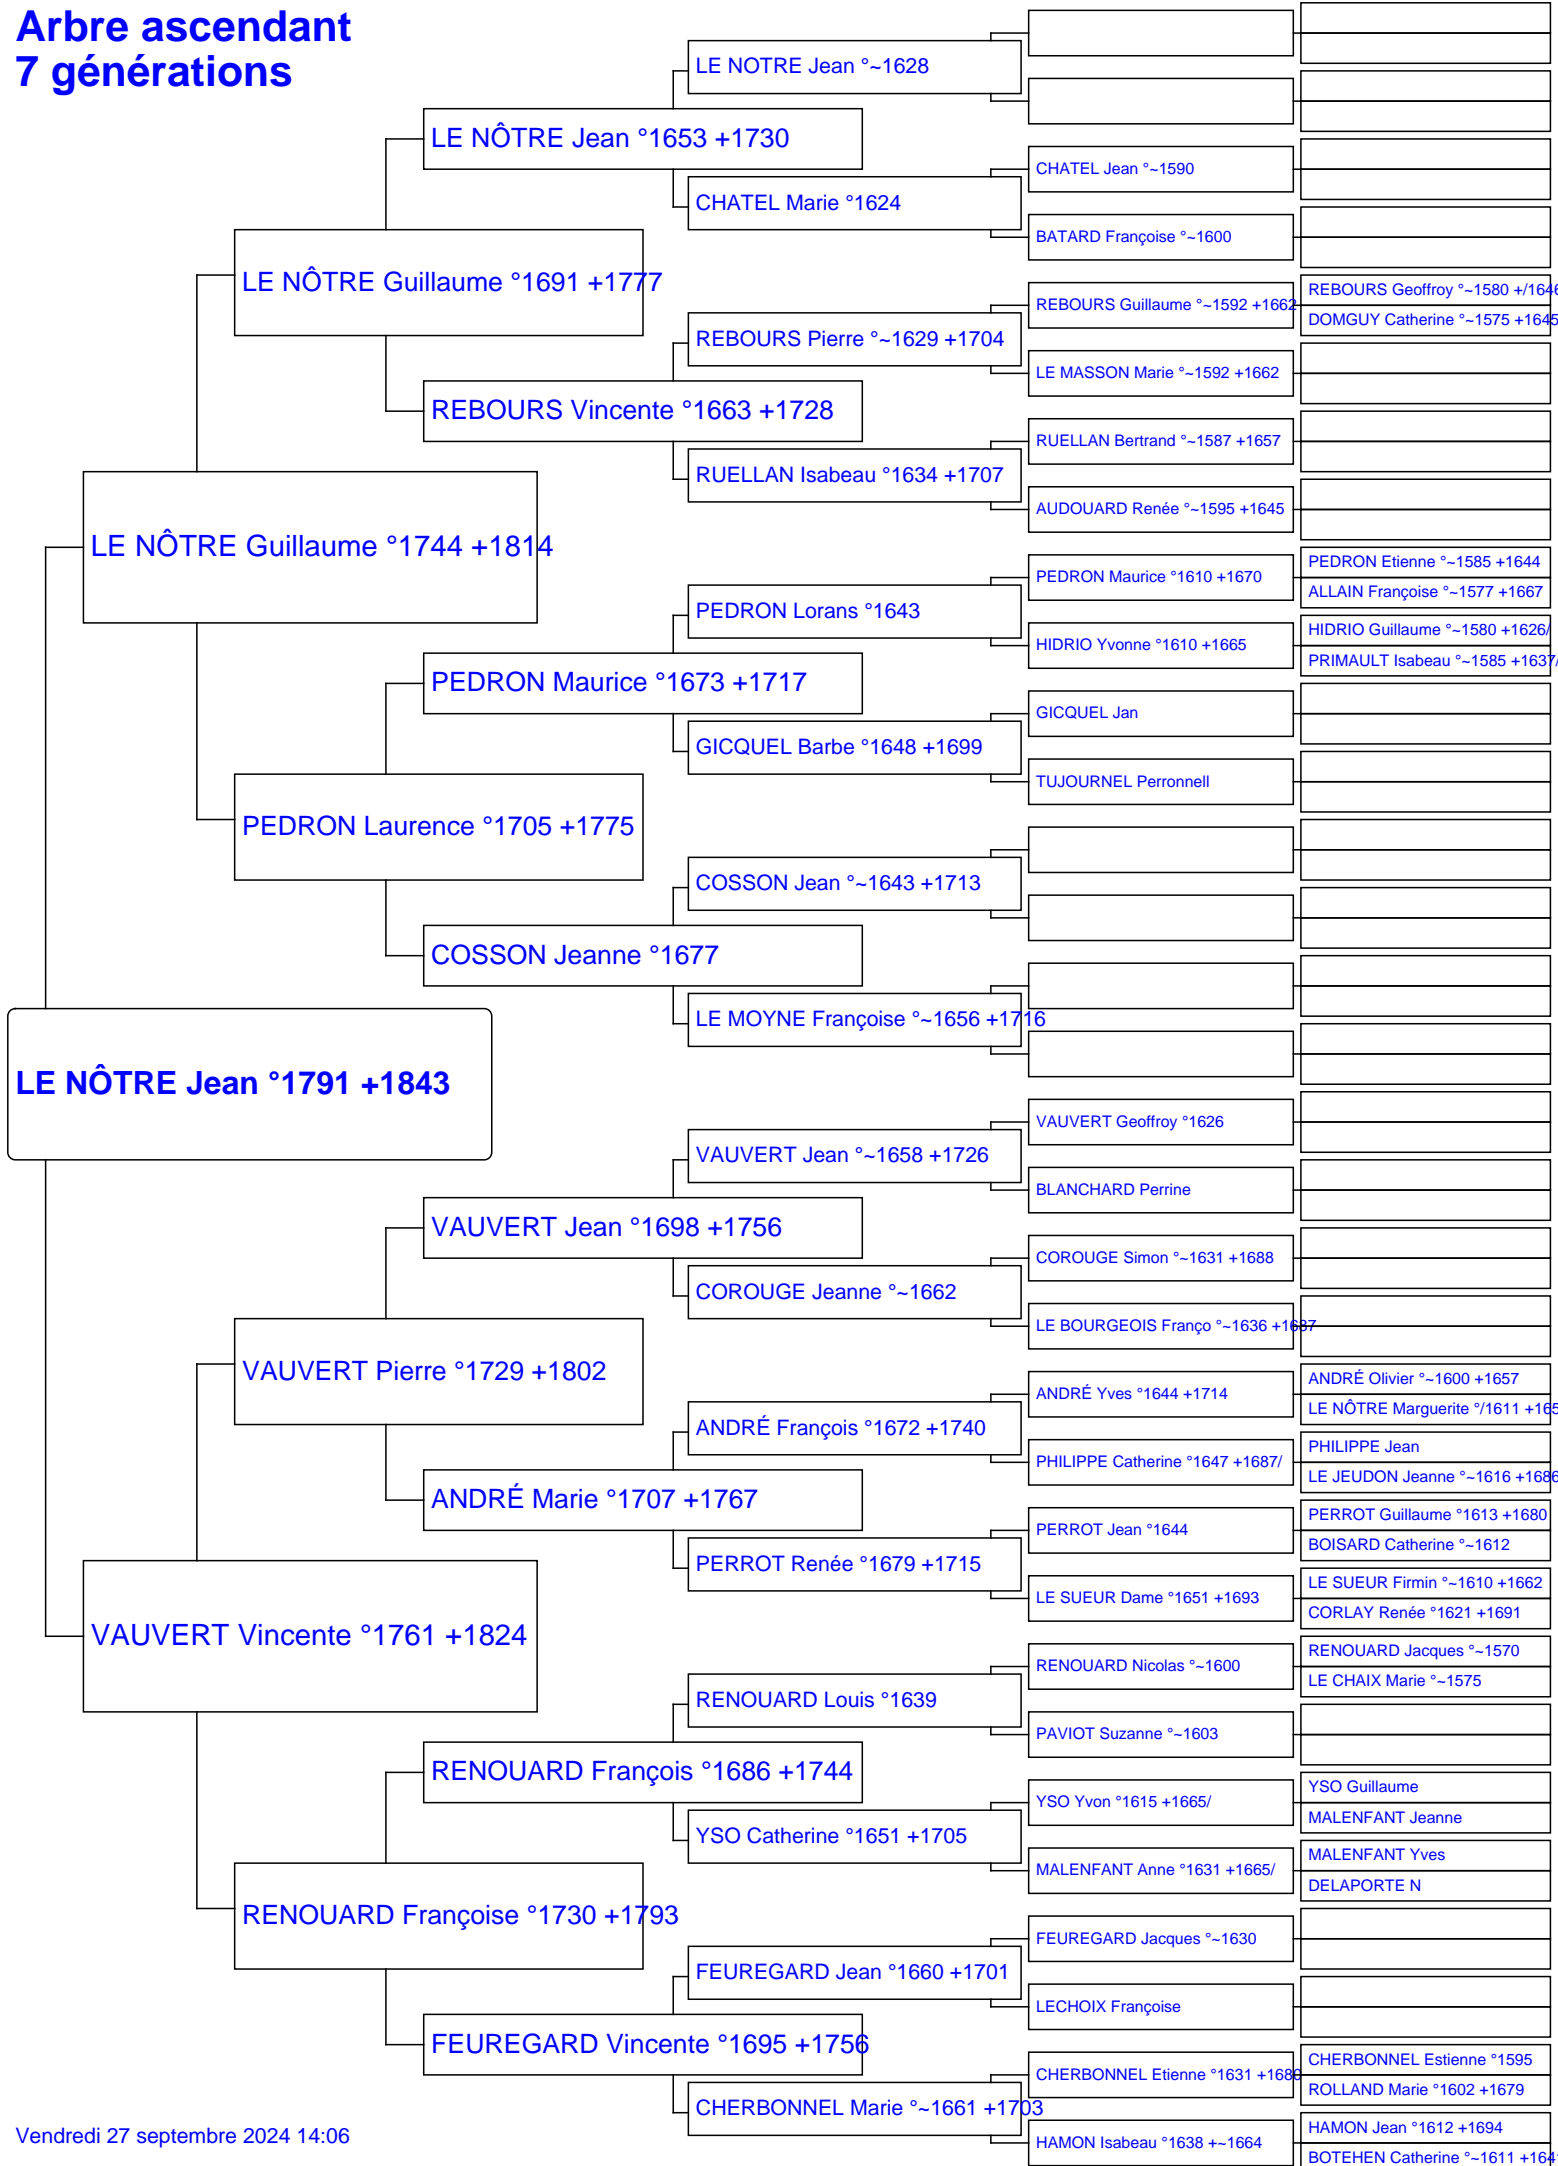 Arbre ascendant
7 générations
LE NOTRE Jean °~1628
LE NÔTRE Jean °1653 +1730
CHATEL Jean °~1590
CHATEL Marie °1624
BATARD Françoise °~1600
LE NÔTRE Guillaume °1691 +1777
REBOURS Geoffroy °~1580 +/1646
REBOURS Guillaume °~1592 +1662
DOMGUY Catherine °~1575 +1645
REBOURS Pierre °~1629 +1704
LE MASSON Marie °~1592 +1662
REBOURS Vincente °1663 +1728
RUELLAN Bertrand °~1587 +1657
RUELLAN Isabeau °1634 +1707
AUDOUARD Renée °~1595 +1645
LE NÔTRE Guillaume °1744 +1814
PEDRON Etienne °~1585 +1644
PEDRON Maurice °1610 +1670
ALLAIN Françoise °~1577 +1667
PEDRON Lorans °1643
HIDRIO Guillaume °~1580 +1626/
HIDRIO Yvonne °1610 +1665
PRIMAULT Isabeau °~1585 +1637/
PEDRON Maurice °1673 +1717
GICQUEL Jan
GICQUEL Barbe °1648 +1699
TUJOURNEL Perronnell
PEDRON Laurence °1705 +1775
COSSON Jean °~1643 +1713
COSSON Jeanne °1677
LE MOYNE Françoise °~1656 +1716
LE NÔTRE Jean °1791 +1843
VAUVERT Geoffroy °1626
VAUVERT Jean °~1658 +1726
BLANCHARD Perrine
VAUVERT Jean °1698 +1756
COROUGE Simon °~1631 +1688
COROUGE Jeanne °~1662
LE BOURGEOIS Franço °~1636 +1687
VAUVERT Pierre °1729 +1802
ANDRÉ Olivier °~1600 +1657
ANDRÉ Yves °1644 +1714
LE NÔTRE Marguerite °/1611 +165
ANDRÉ François °1672 +1740
PHILIPPE Jean
PHILIPPE Catherine °1647 +1687/
LE JEUDON Jeanne °~1616 +1686
ANDRÉ Marie °1707 +1767
PERROT Guillaume °1613 +1680
PERROT Jean °1644
BOISARD Catherine °~1612
PERROT Renée °1679 +1715
LE SUEUR Firmin °~1610 +1662
LE SUEUR Dame °1651 +1693
CORLAY Renée °1621 +1691
VAUVERT Vincente °1761 +1824
RENOUARD Jacques °~1570
RENOUARD Nicolas °~1600
LE CHAIX Marie °~1575
RENOUARD Louis °1639
PAVIOT Suzanne °~1603
RENOUARD François °1686 +1744
YSO Guillaume
YSO Yvon °1615 +1665/
MALENFANT Jeanne
YSO Catherine °1651 +1705
MALENFANT Yves
MALENFANT Anne °1631 +1665/
DELAPORTE N
RENOUARD Françoise °1730 +1793
FEUREGARD Jacques °~1630
FEUREGARD Jean °1660 +1701
LECHOIX Françoise
FEUREGARD Vincente °1695 +1756
CHERBONNEL Estienne °1595
CHERBONNEL Etienne °1631 +1680
ROLLAND Marie °1602 +1679
CHERBONNEL Marie °~1661 +1703
HAMON Jean °1612 +1694
HAMON Isabeau °1638 +~1664
BOTEHEN Catherine °~1611 +164
Vendredi 27 septembre 2024 14:06